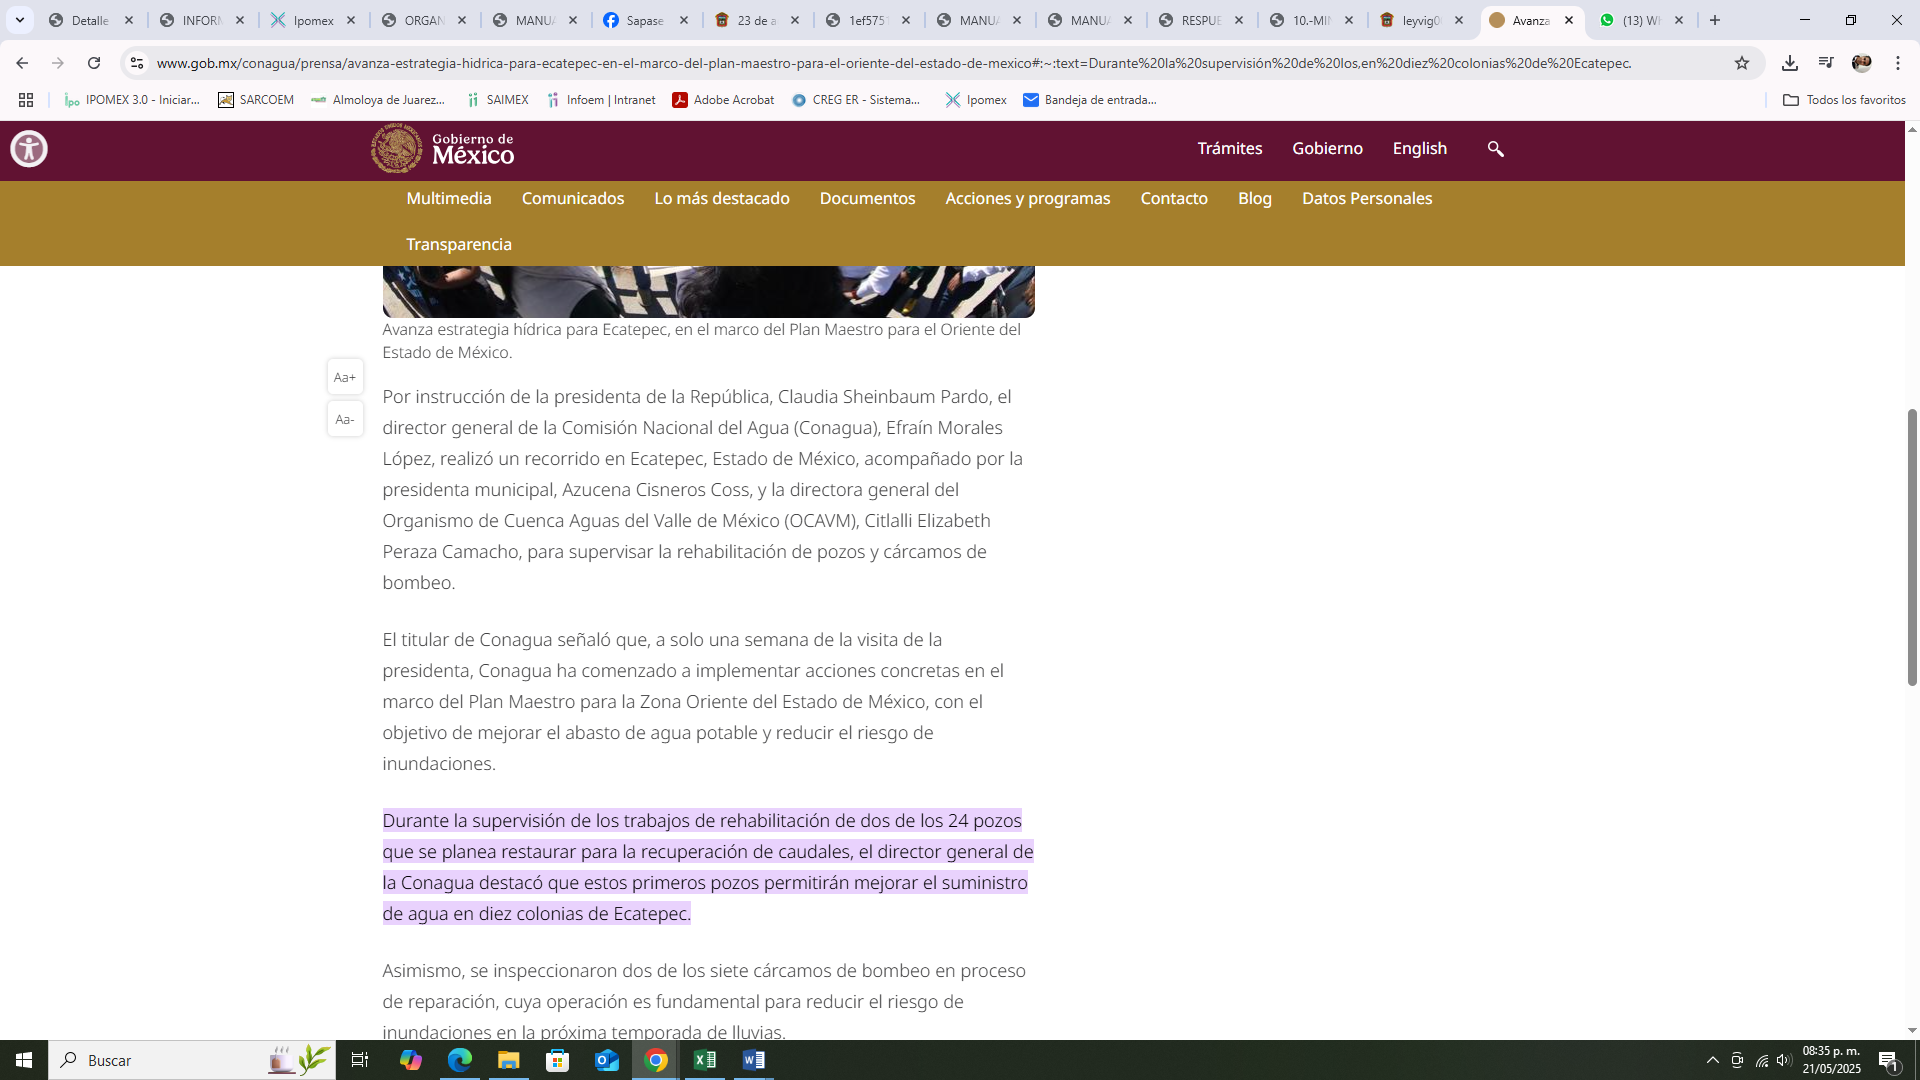 Detalle
INFORM
Ipomex
ORGAN
MANUA
Sapase
23 de a
1ef5751
MANUA
MANUA
RESPUE
10.-MIN
leyvig0
Avanza
(13) W
www.gob.mx/conagua/prensa/avanza-estrategia-hidrica-para-ecatepec-en-el-marco-del-plan-maestro-para-el-oriente-del-estado-de-mexico#:~:text=Durante%20la%20supervisión%20de%20los,en%20diez%20colonias%20de%20Ecatepec.
IPOMEX 3.0 - Iniciar...
SARCOEM
Almoloya de Juarez...
SAIMEX
Infoem | Intranet
Adobe Acrobat
CREG ER - Sistema...
Ipomex
Bandeja de entrada...
Todos los favoritos
Gobierno de
México
Trámites
Gobierno
English
Multimedia
Comunicados
Lo más destacado
Documentos
Acciones y programas
Contacto
Blog
Datos Personales
Transparencia
Avanza estrategia hídrica para Ecatepec, en el marco del Plan Maestro para el Oriente del
Estado de México.
Aa+
Aa-
Por instrucción de la presidenta de la República, Claudia Sheinbaum Pardo, el
director general de la Comisión Nacional del Agua (Conagua), Efraín Morales
López, realizó un recorrido en Ecatepec, Estado de México, acompañado por la
presidenta municipal, Azucena Cisneros Coss, y la directora general del
Organismo de Cuenca Aguas del Valle de México (OCAVM), Citlalli Elizabeth
Peraza Camacho, para supervisar la rehabilitación de pozos y cárcamos de
bombeo.
El titular de Conagua señaló que, a solo una semana de la visita de la
presidenta, Conagua ha comenzado a implementar acciones concretas en el
marco del Plan Maestro para la Zona Oriente del Estado de México, con el
objetivo de mejorar el abasto de agua potable y reducir el riesgo de
inundaciones.
Durante la supervisión de los trabajos de rehabilitación de dos de los 24 pozos
que se planea restaurar para la recuperación de caudales, el director general de
la Conagua destacó que estos primeros pozos permitirán mejorar el suministro
de agua en diez colonias de Ecatepec.
Asimismo, se inspeccionaron dos de los siete cárcamos de bombeo en proceso
de reparación, cuya operación es fundamental para reducir el riesgo de
inundaciones en la próxima temporada de lluvias.
Buscar
08:35 p. m.
21/05/2025
1